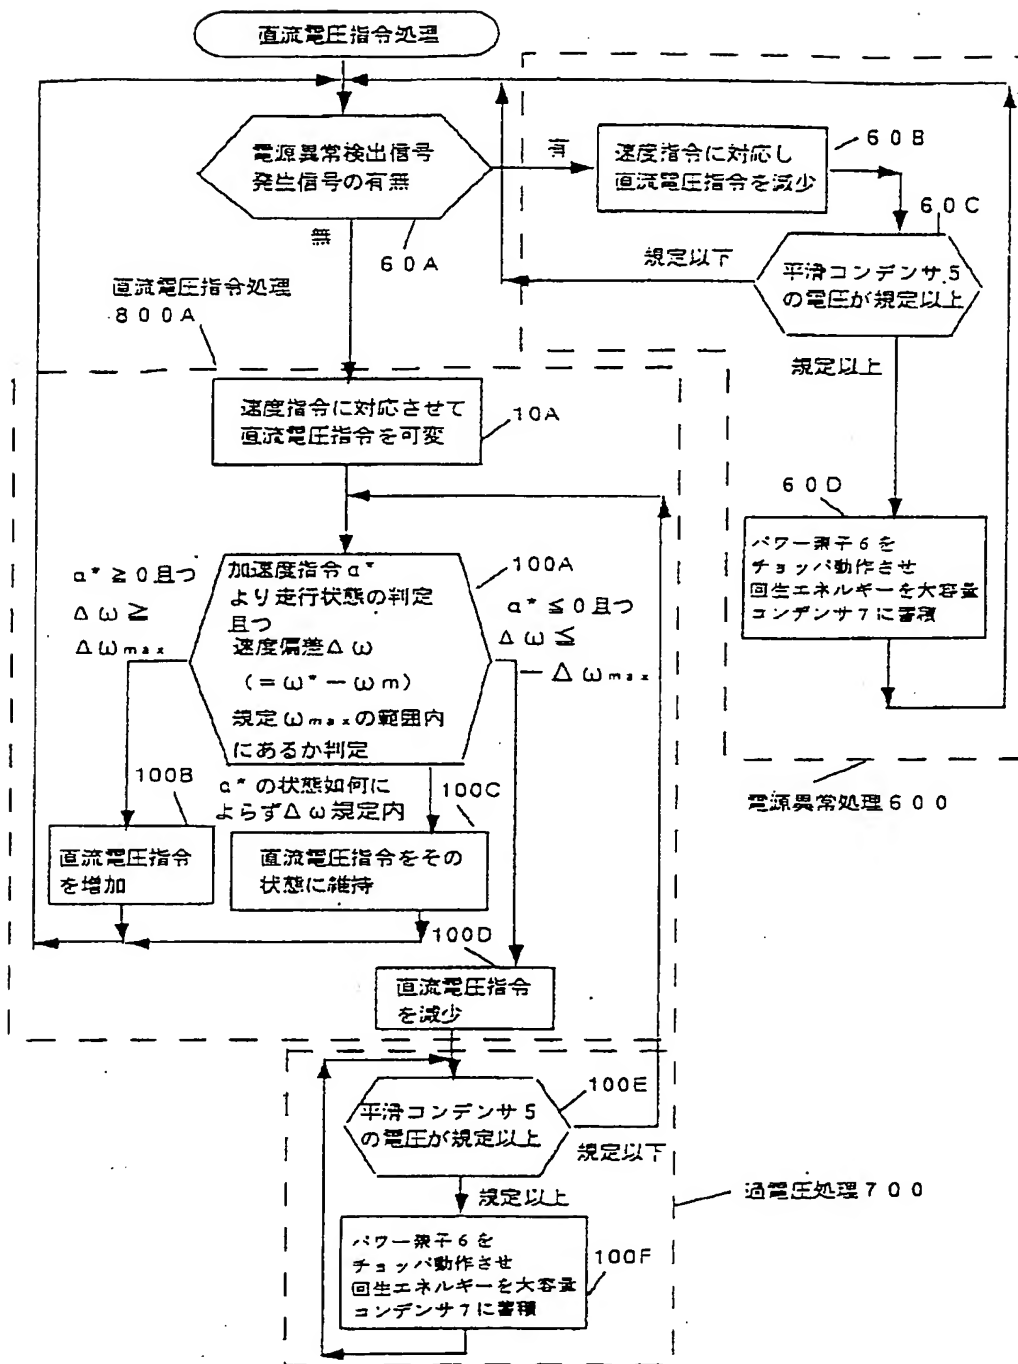 直流電圧指令処理
電源異常検出信号
発生信号の有無
有
無
60A
速度指令に対応し
直流電圧指令を減少
60B
60C
平滑コンデンサ5
の電圧が規定以上
規定以下
規定以上
60D
パワー素子6を
チョッパ動作させ
回生エネルギーを大容量
コンデンサ7に蓄積
電源異常処理600
直流電圧指令処理
800A
速度指令に対応させて
直流電圧指令を可変
10A
加速度指令α*
より走行状態の判定
且つ
速度偏差Δω
(=ω*−ωm)
規定ωmaxの範囲内
にあるか判定
100A
α*≧0且つ
Δω≧
Δωmax
α*≦0且つ
Δω≦
−Δωmax
α*の状態如何に
よらずΔω規定内
100B
直流電圧指令
を増加
100C
直流電圧指令をその
状態に維持
100D
直流電圧指令
を減少
平滑コンデンサ5
の電圧が規定以上
100E
規定以下
規定以上
過電圧処理700
パワー素子6を
チョッパ動作させ
回生エネルギーを大容量
コンデンサ7に蓄積
100F